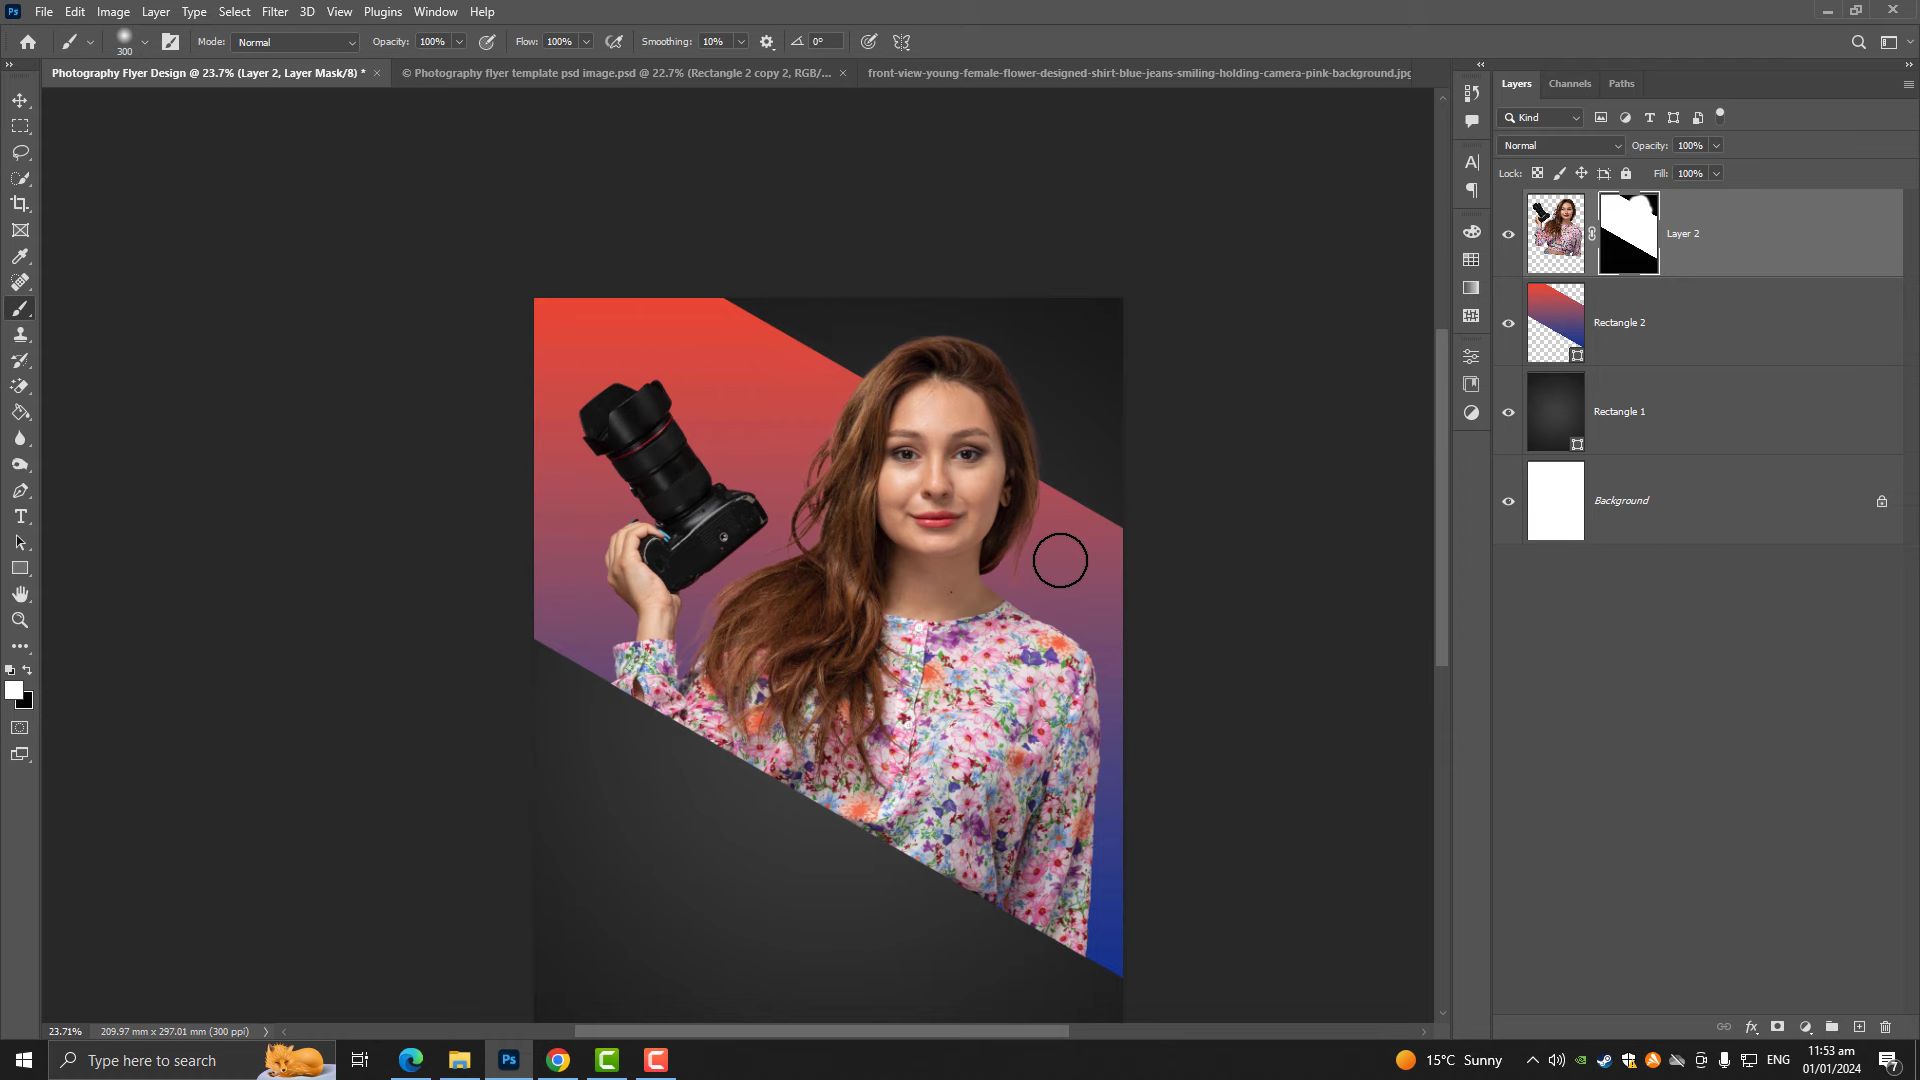 Ps File Edit Image Layer Type Select Filter 3D View Plugins Window Help
300 Mode: Normal Opacity: 100% Flow: 100% Smoothing: 10% 0°
Photography Flyer Design @ 23.7% (Layer 2, Layer Mask/8) * × © Photography flyer template psd image.psd @ 22.7% (Rectangle 2 copy 2, RGB/... × front-view-young-female-flower-designed-shirt-blue-jeans-smiling-holding-camera-pink-background.jpg
Layers Channels Paths
Kind
Normal Opacity: 100%
Lock: Fill: 100%
Layer 2
Rectangle 2
Rectangle 1
Background
23.71% 209.97 mm x 297.01 mm (300 ppi)
Type here to search
Ps
15°C Sunny
ENG
11:53 am
01/01/2024
7